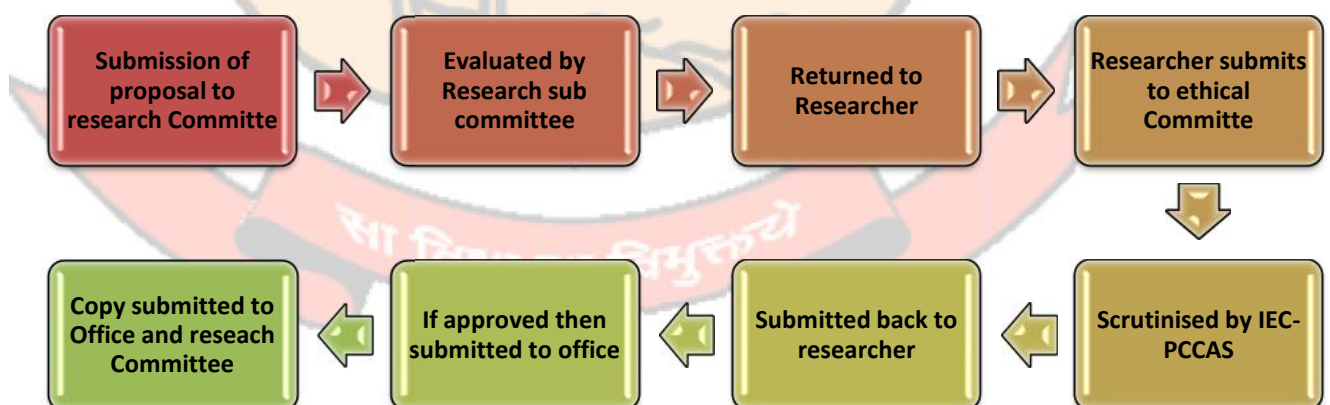 Submission of
proposal to
research Committe
Evaluated by
Research sub
committee
Returned to
Researcher
Researcher submits
to ethical
Committe
Scrutinised by IEC-
PCCAS
Submitted back to
researcher
If approved then
submitted to office
Copy submitted to
Office and reseach
Committee
सा विमुक्तये